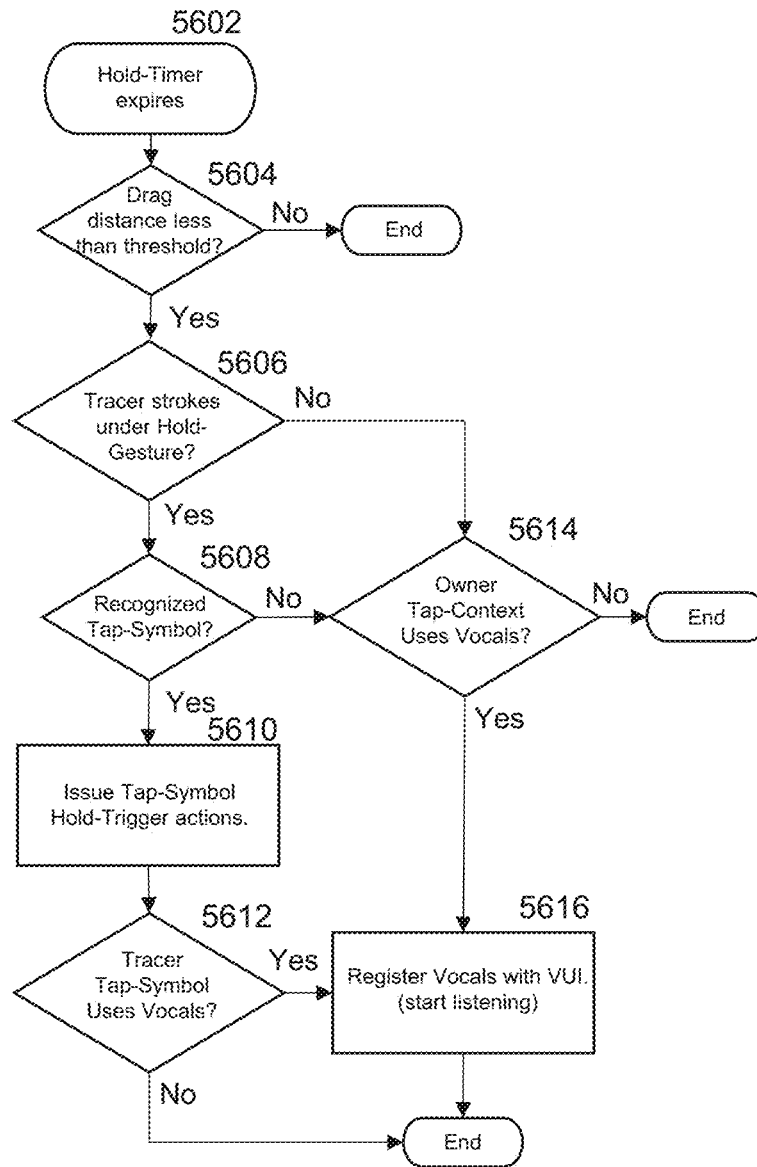 5602
Hold-Timer
expires
5604
Drag
distance less
than threshold?
No
End
Yes
5606
Tracer strokes
under Hold-
Gesture?
No
Yes
5608
Recognized
Tap-Symbol?
No
5614
Owner
Tap-Context
Uses Vocals?
No
End
Yes
Yes
5610
Issue Tap-Symbol
Hold-Trigger actions.
5612
Tracer
Tap-Symbol
Uses Vocals?
Yes
5616
Register Vocals with VUI.
(start listening)
No
End